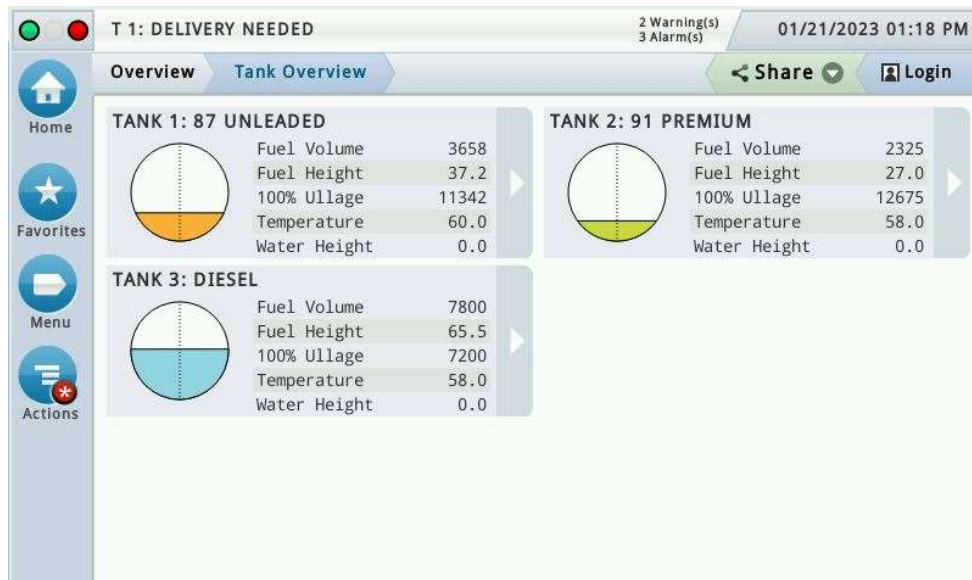 T 1: DELIVERY NEEDED
2 Warning(s)
3 Alarm(s)
01/21/2023 01:18 PM
Overview
Tank Overview
Share
Login
Home
Favorites
Menu
Actions
TANK 1: 87 UNLEADED
Fuel Volume 3658
Fuel Height 37.2
100% Ullage 11342
Temperature 60.0
Water Height 0.0
TANK 2: 91 PREMIUM
Fuel Volume 2325
Fuel Height 27.0
100% Ullage 12675
Temperature 58.0
Water Height 0.0
TANK 3: DIESEL
Fuel Volume 7800
Fuel Height 65.5
100% Ullage 7200
Temperature 58.0
Water Height 0.0